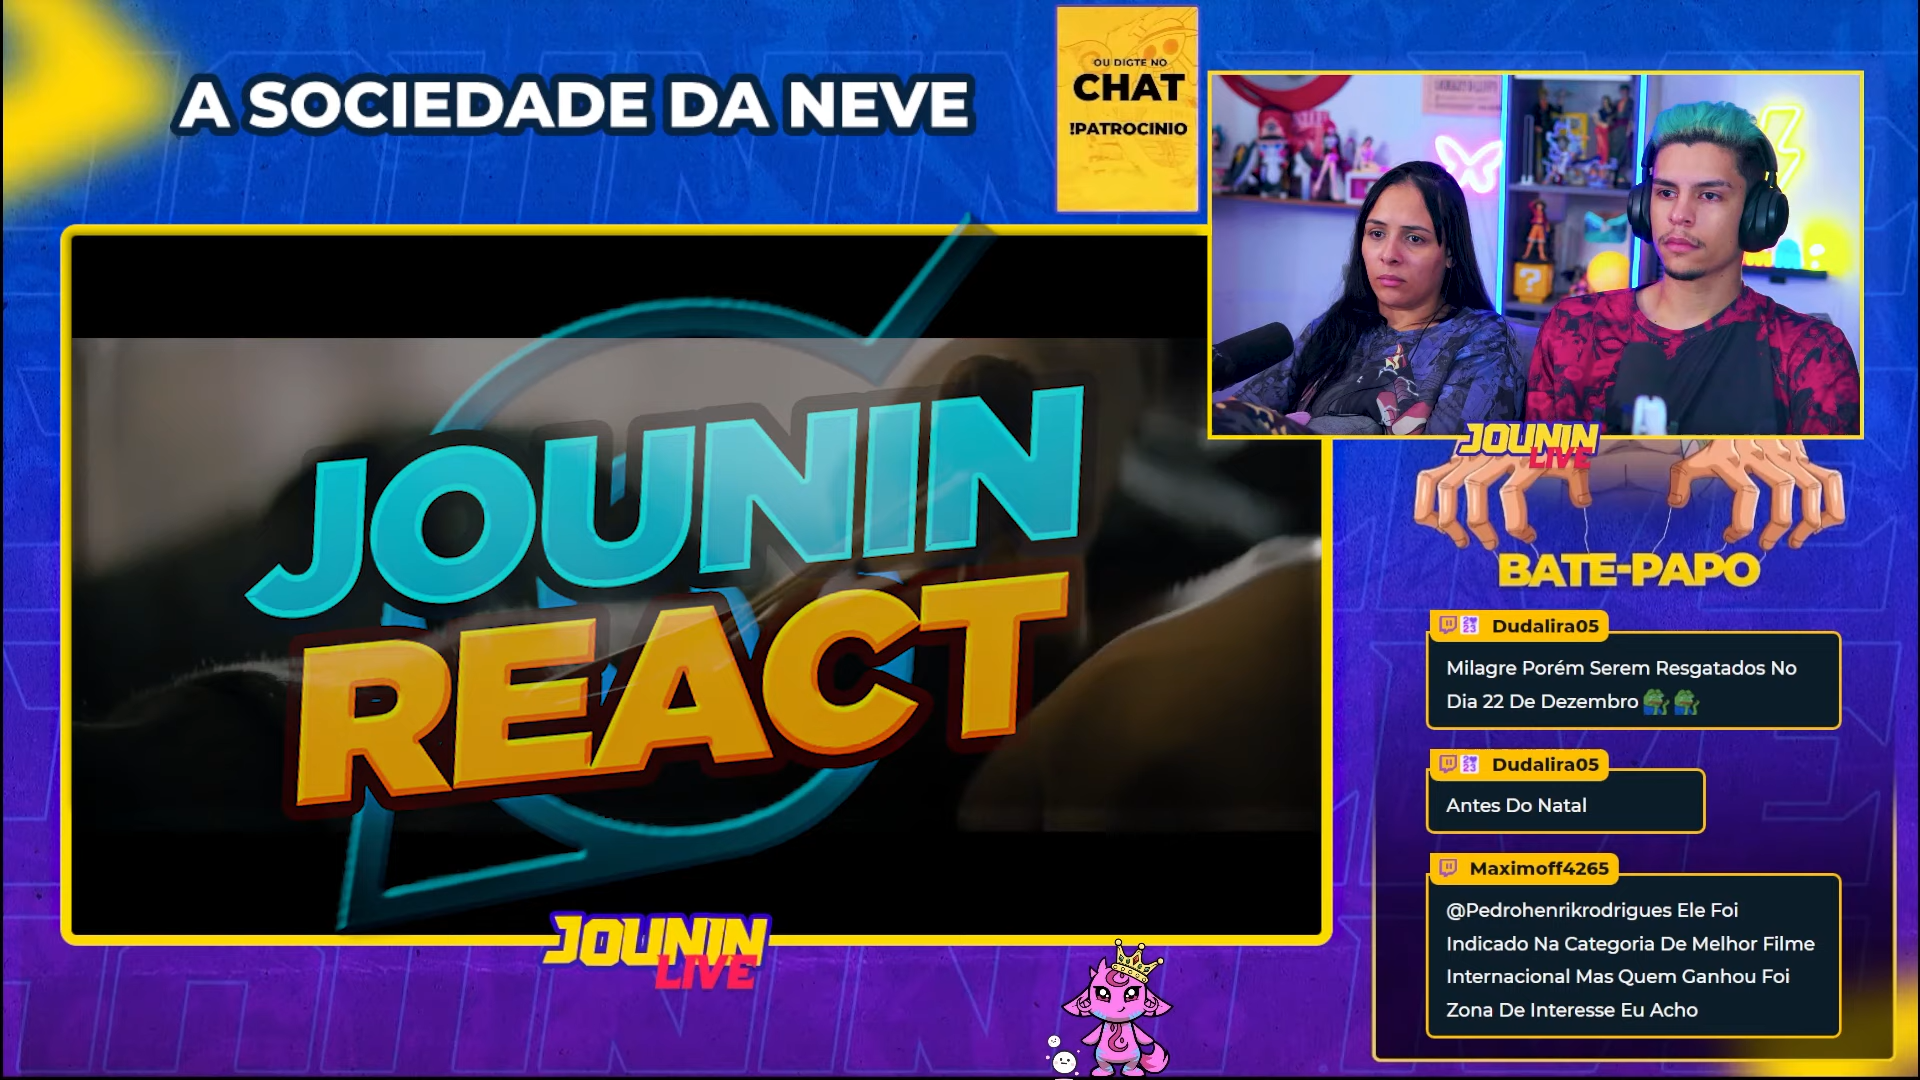 A SOCIEDADE DA NEVE
OU DIGTE NO
CHAT
!PATROCINIO
JOUNIN
REACT
JOUNIN
LIVE
JOUNIN
LIVE
BATE-PAPO
Dudalira05
Milagre Porém Serem Resgatados No
Dia 22 De Dezembro
Dudalira05
Antes Do Natal
Maximoff4265
@Pedrohenrikrodrigues Ele Foi
Indicado Na Categoria De Melhor Filme
Internacional Mas Quem Ganhou Foi
Zona De Interesse Eu Acho